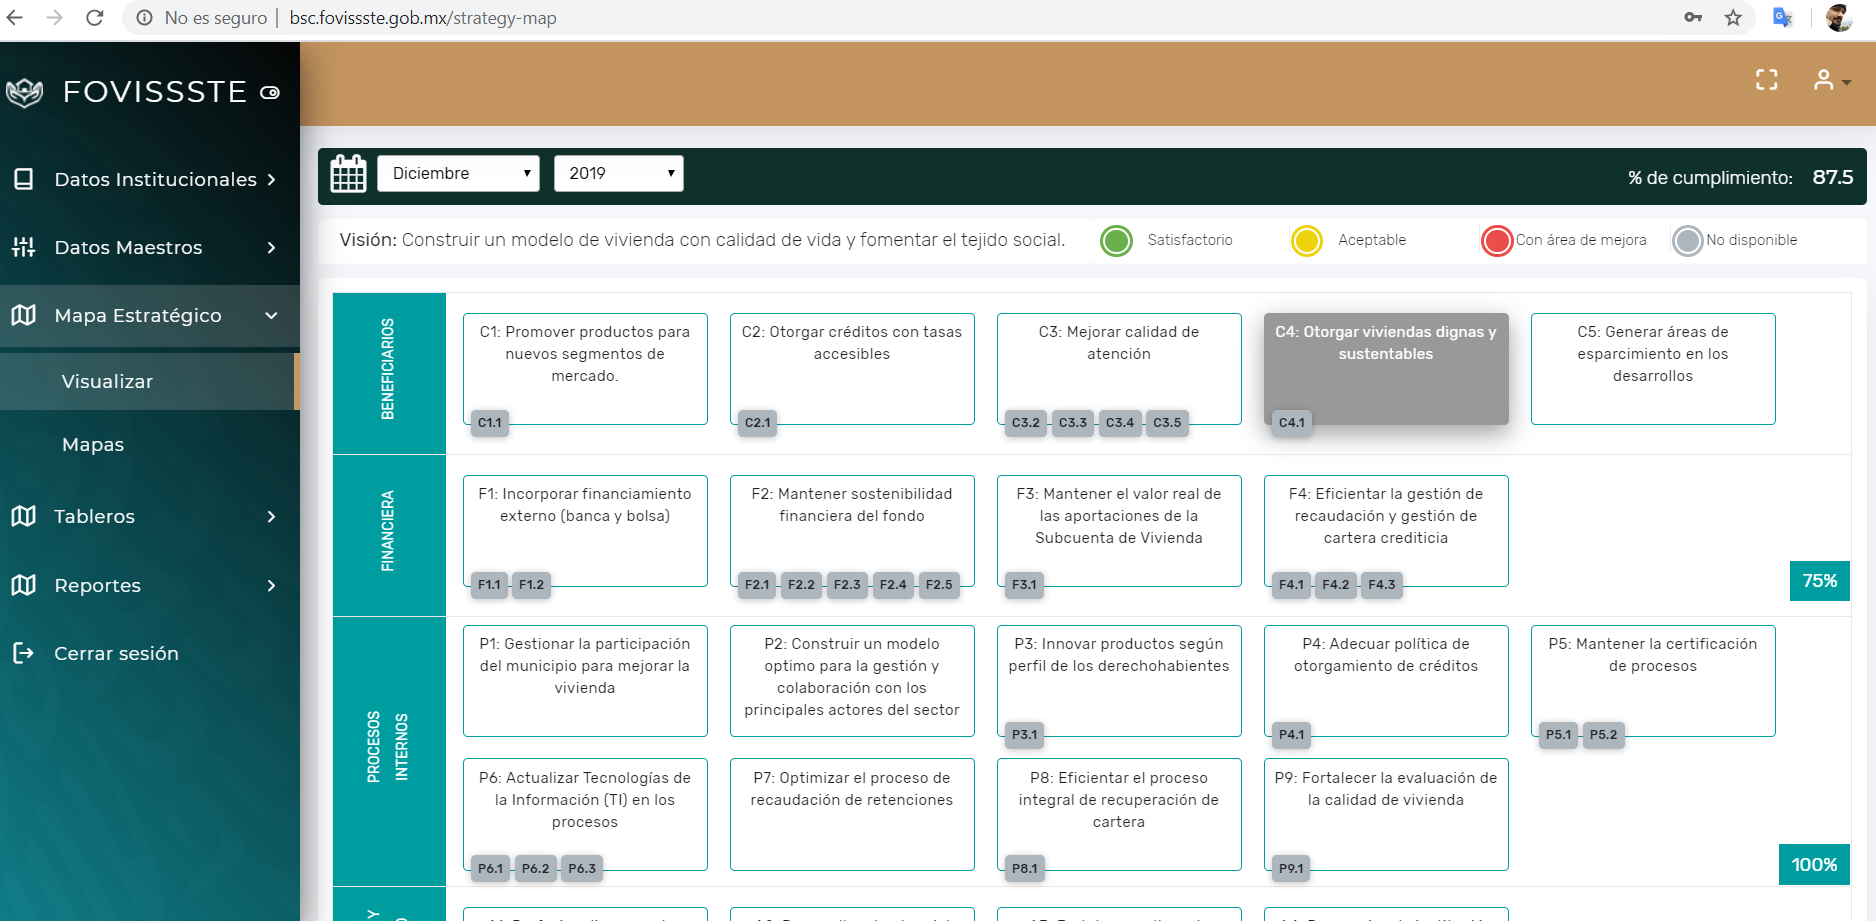 No es seguro | bsc.fovissste.gob.mx/strategy-map
FOVISSSTE
Datos Institucionales
Datos Maestros
Mapa Estratégico
Visualizar
Mapas
Tableros
Reportes
Cerrar sesión
Diciembre
2019
% de cumplimiento: 87.5
Visión: Construir un modelo de vivienda con calidad de vida y fomentar el tejido social.
Satisfactorio
Aceptable
Con área de mejora
No disponible
BENEFICIARIOS
C1: Promover productos para
nuevos segmentos de
mercado.
C1.1
C2: Otorgar créditos con tasas
accesibles
C2.1
C3: Mejorar calidad de
atención
C3.2 C3.3 C3.4 C3.5
C4: Otorgar viviendas dignas y
sustentables
C4.1
C5: Generar áreas de
esparcimiento en los
desarrollos
FINANCIERA
F1: Incorporar financiamiento
externo (banca y bolsa)
F1.1 F1.2
F2: Mantener sostenibilidad
financiera del fondo
F2.1 F2.2 F2.3 F2.4 F2.5
F3: Mantener el valor real de
las aportaciones de la
Subcuenta de Vivienda
F3.1
F4: Eficientar la gestión de
recaudación y gestión de
cartera crediticia
F4.1 F4.2 F4.3
75%
PROCESOS
INTERNOS
P1: Gestionar la participación
del municipio para mejorar la
vivienda
P2: Construir un modelo
optimo para la gestión y
colaboración con los
principales actores del sector
P3: Innovar productos según
perfil de los derechohabientes
P3.1
P4: Adecuar política de
otorgamiento de créditos
P4.1
P5: Mantener la certificación
de procesos
P5.1 P5.2
P6: Actualizar Tecnologías de
la Información (TI) en los
procesos
P6.1 P6.2 P6.3
P7: Optimizar el proceso de
recaudación de retenciones
P8: Eficientar el proceso
integral de recuperación de
cartera
P8.1
P9: Fortalecer la evaluación de
la calidad de vivienda
P9.1
100%
Y